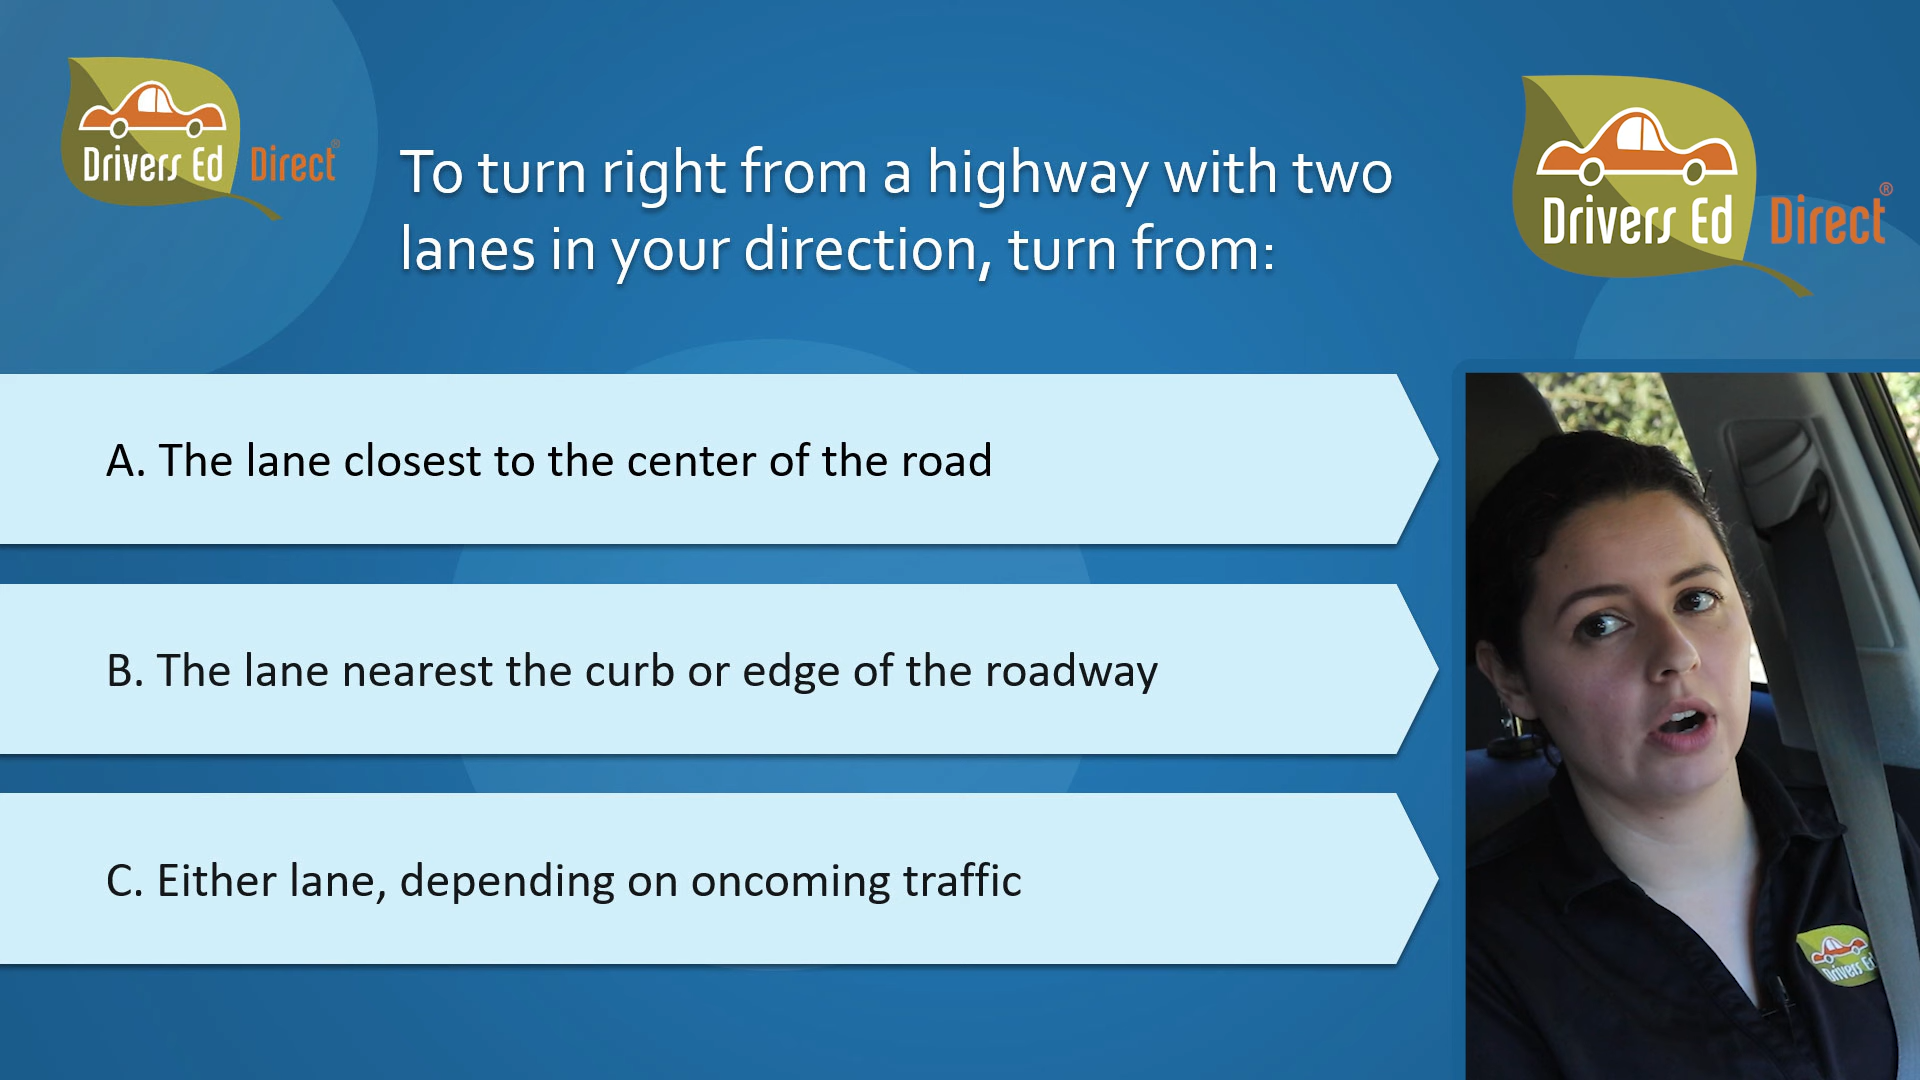 Drivers Ed Direct®
To turn right from a highway with two
lanes in your direction, turn from:
Drivers Ed Direct®
A. The lane closest to the center of the road
B. The lane nearest the curb or edge of the roadway
C. Either lane, depending on oncoming traffic
Drivers Ed